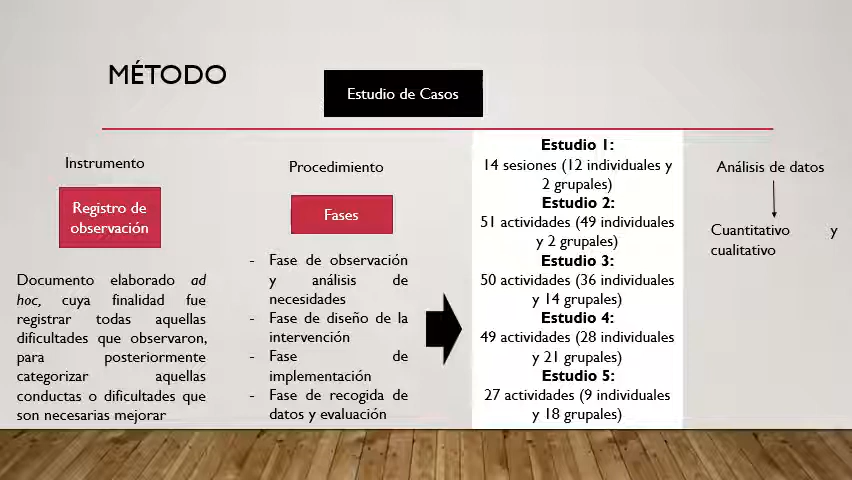 MÉTODO
Estudio de Casos
Instrumento
Registro de
observación
Documento elaborado ad
hoc, cuya finalidad fue
registrar todas aquellas
dificultades que observaron,
para posteriormente
categorizar aquellas
conductas o dificultades que
son necesarias mejorar
Procedimiento
Fases
- Fase de observación
y análisis de
necesidades
- Fase de diseño de la
intervención
- Fase de
implementación
- Fase de recogida de
datos y evaluación
Estudio 1:
14 sesiones (12 individuales y
2 grupales)
Estudio 2:
51 actividades (49 individuales
y 2 grupales)
Estudio 3:
50 actividades (36 individuales
y 14 grupales)
Estudio 4:
49 actividades (28 individuales
y 21 grupales)
Estudio 5:
27 actividades (9 individuales
y 18 grupales)
Análisis de datos
Cuantitativo y
cualitativo